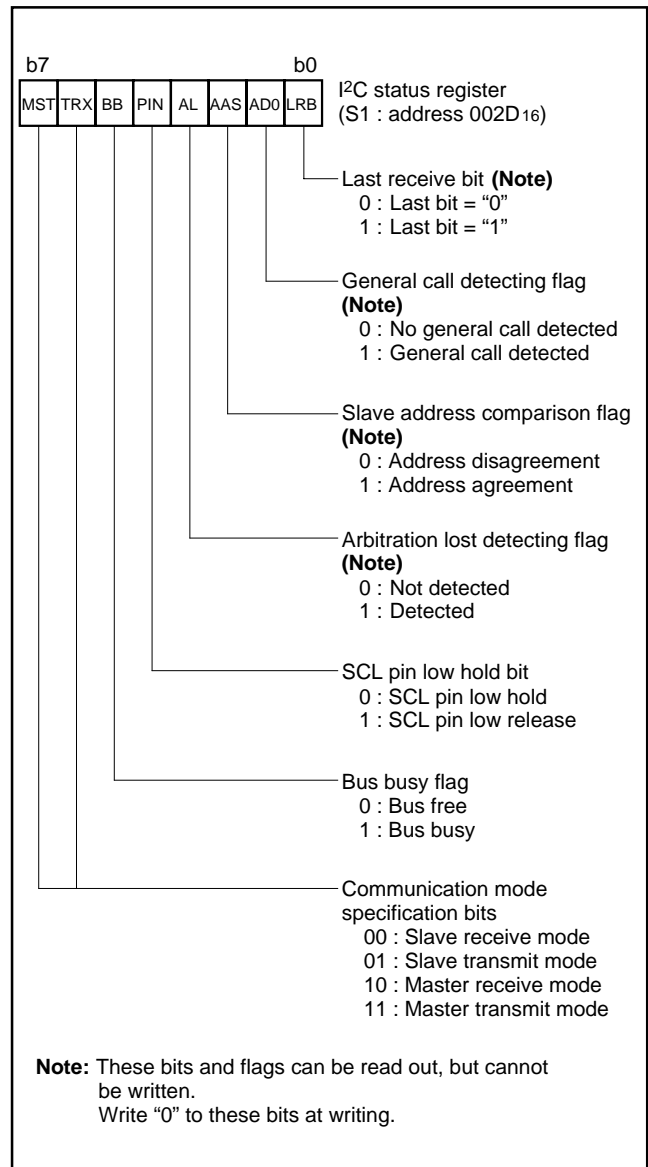 b7 b0
MST TRX BB PIN AL AAS AD0 LRB
I2C status register
(S1 : address 002D16)
Last receive bit (Note)
0 : Last bit = “0”
1 : Last bit = “1”
General call detecting flag
(Note)
0 : No general call detected
1 : General call detected
Slave address comparison flag
(Note)
0 : Address disagreement
1 : Address agreement
Arbitration lost detecting flag
(Note)
0 : Not detected
1 : Detected
SCL pin low hold bit
0 : SCL pin low hold
1 : SCL pin low release
Bus busy flag
0 : Bus free
1 : Bus busy
Communication mode
specification bits
00 : Slave receive mode
01 : Slave transmit mode
10 : Master receive mode
11 : Master transmit mode
Note: These bits and flags can be read out, but cannot
be written.
Write “0” to these bits at writing.